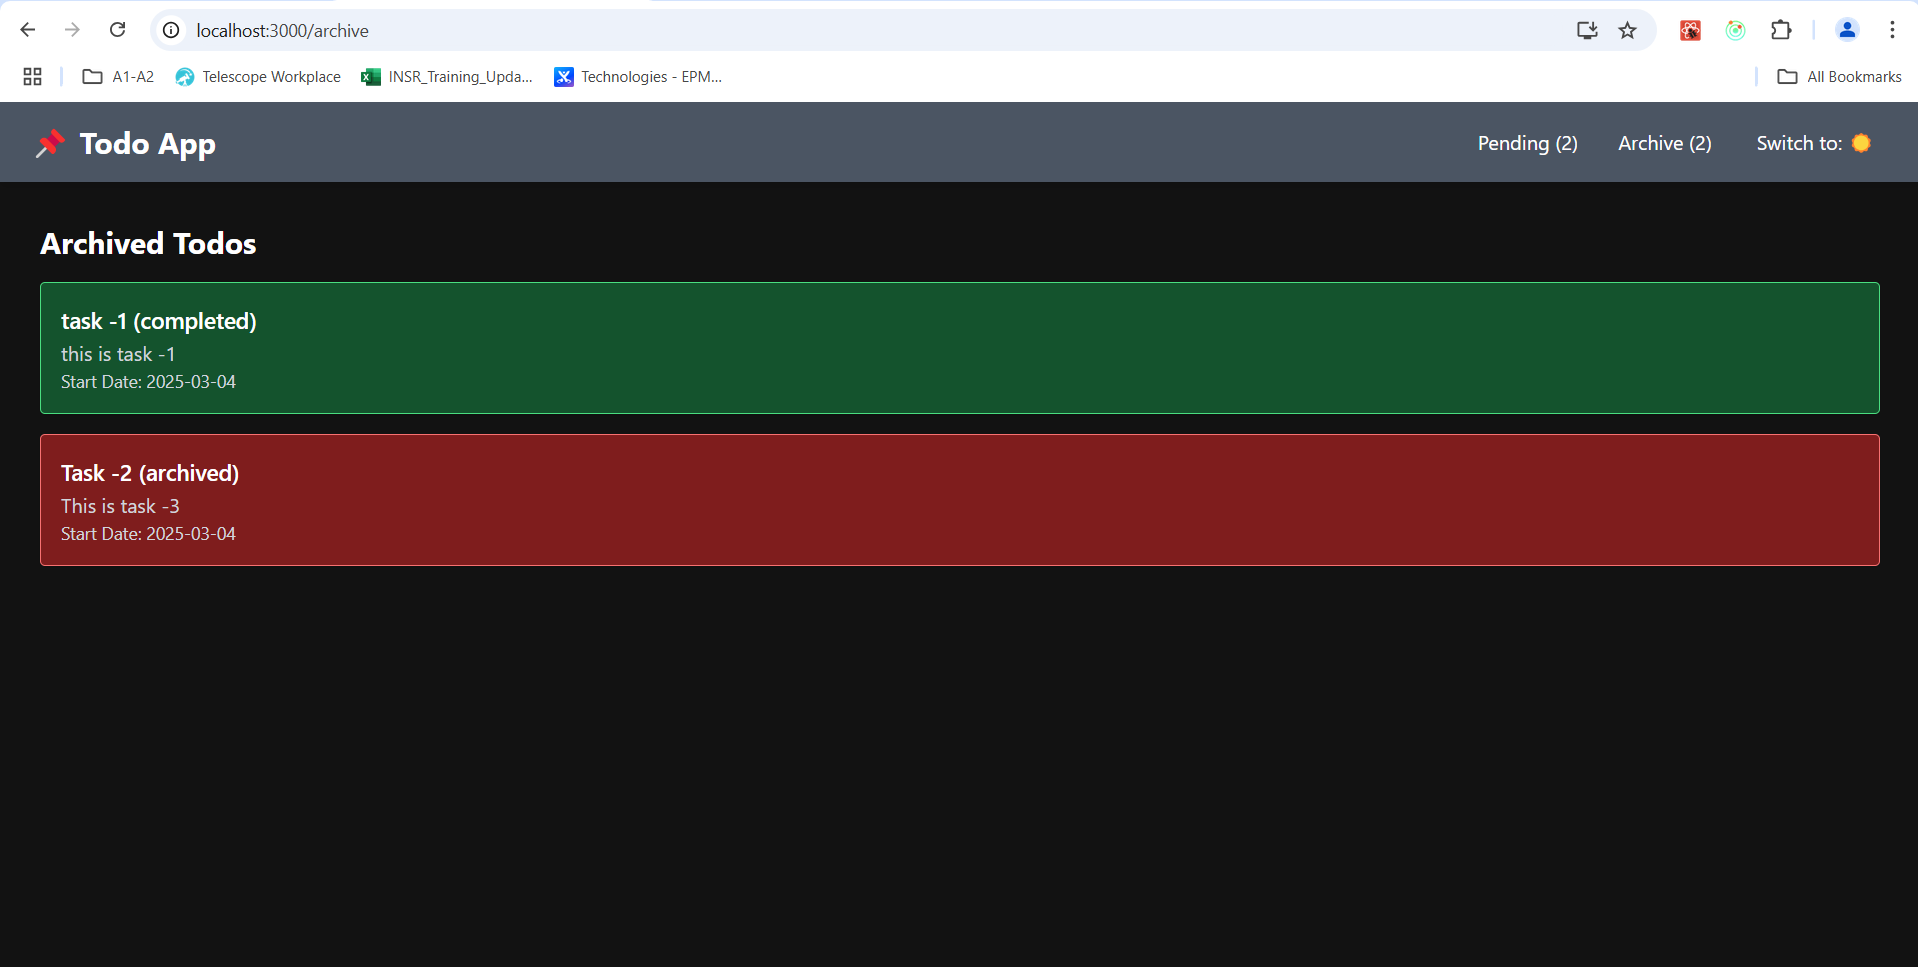 localhost:3000/archive
A1-A2 Telescope Workplace INSR_Training_Upda... Technologies - EPM... All Bookmarks
Todo App Pending (2) Archive (2) Switch to:
Archived Todos
task -1 (completed)
this is task -1
Start Date: 2025-03-04
Task -2 (archived)
This is task -3
Start Date: 2025-03-04